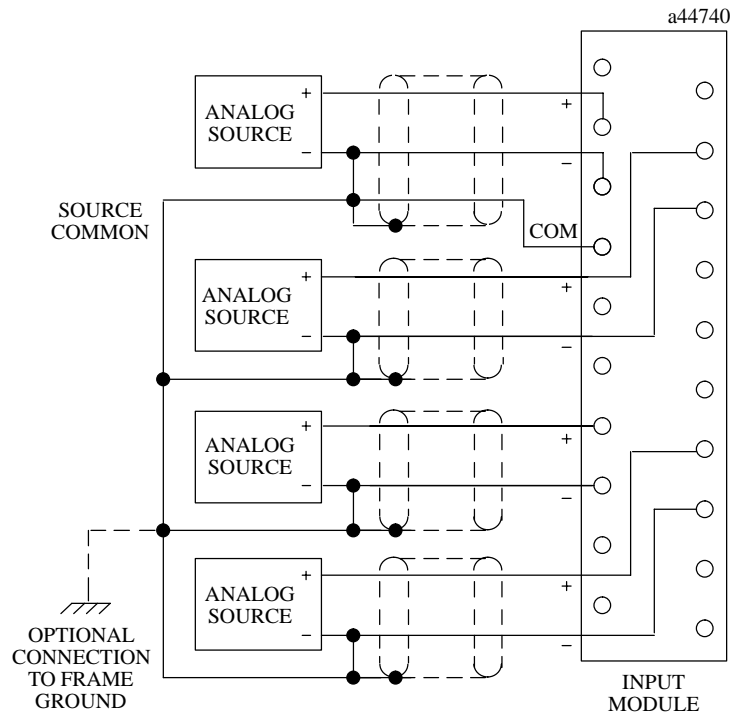 a44740
+
ANALOG
SOURCE
−
+
−
SOURCE
COMMON
COM
+
ANALOG
SOURCE
−
+
−
+
ANALOG
SOURCE
−
+
−
+
ANALOG
SOURCE
−
+
−
OPTIONAL
CONNECTION
TO FRAME
GROUND
INPUT
MODULE